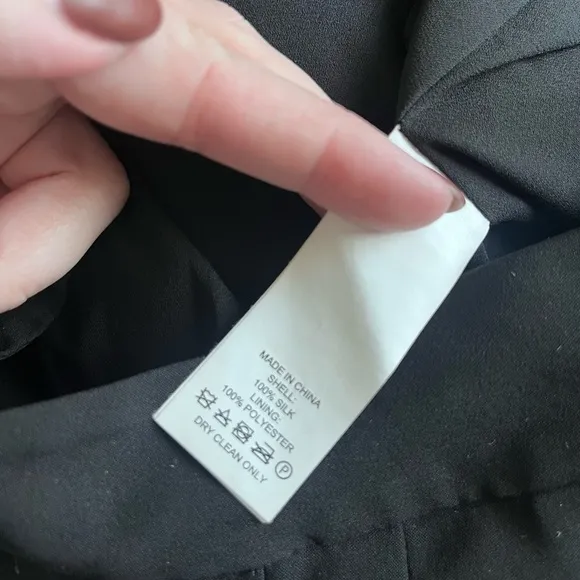 MADE IN CHINA
SHELL:
100% SILK
LINING:
100% POLYESTER
P
DRY CLEAN ONLY